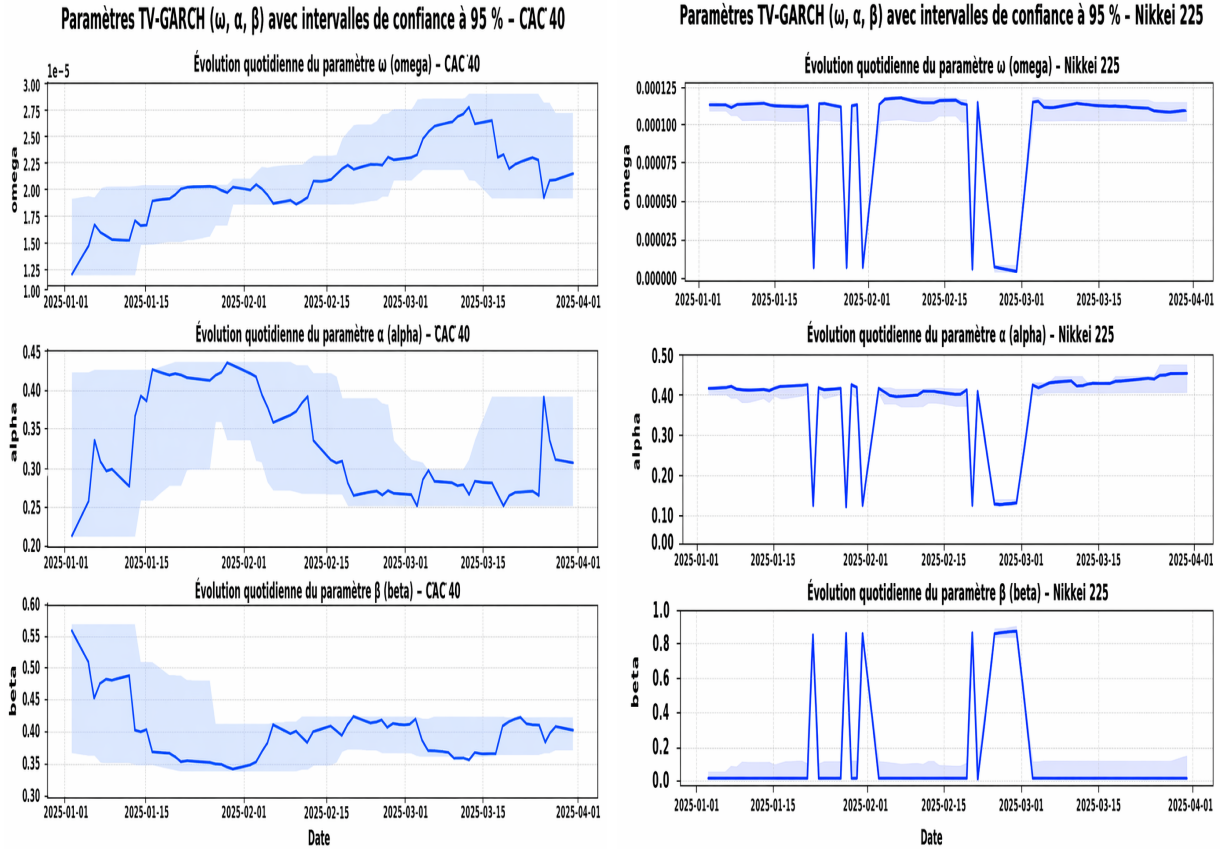 Paramètres TV-GARCH (ω, α, β) avec intervalles de confiance à 95 % – CAC 40
Évolution quotidienne du paramètre ω (omega) – CAC 40
1e-5
3.00
2.75
2.50
2.25
2.00
1.75
1.50
1.25
1.00
omega
2025-01-01 2025-01-15 2025-02-01 2025-02-15 2025-03-01 2025-03-15 2025-04-01
Évolution quotidienne du paramètre α (alpha) – CAC 40
0.45
0.40
0.35
0.30
0.25
0.20
alpha
2025-01-01 2025-01-15 2025-02-01 2025-02-15 2025-03-01 2025-03-15 2025-04-01
Évolution quotidienne du paramètre β (beta) – CAC 40
0.60
0.55
0.50
0.45
0.40
0.35
0.30
beta
2025-01-01 2025-01-15 2025-02-01 2025-02-15 2025-03-01 2025-03-15 2025-04-01
Date
Paramètres TV-GARCH (ω, α, β) avec intervalles de confiance à 95 % – Nikkei 225
Évolution quotidienne du paramètre ω (omega) – Nikkei 225
0.000125
0.000100
0.000075
0.000050
0.000025
0.000000
omega
2025-01-01 2025-01-15 2025-02-01 2025-02-15 2025-03-01 2025-03-15 2025-04-01
Évolution quotidienne du paramètre α (alpha) – Nikkei 225
0.50
0.40
0.30
0.20
0.10
0.00
alpha
2025-01-01 2025-01-15 2025-02-01 2025-02-15 2025-03-01 2025-03-15 2025-04-01
Évolution quotidienne du paramètre β (beta) – Nikkei 225
1.0
0.8
0.6
0.4
0.2
0.0
beta
2025-01-01 2025-01-15 2025-02-01 2025-02-15 2025-03-01 2025-03-15 2025-04-01
Date